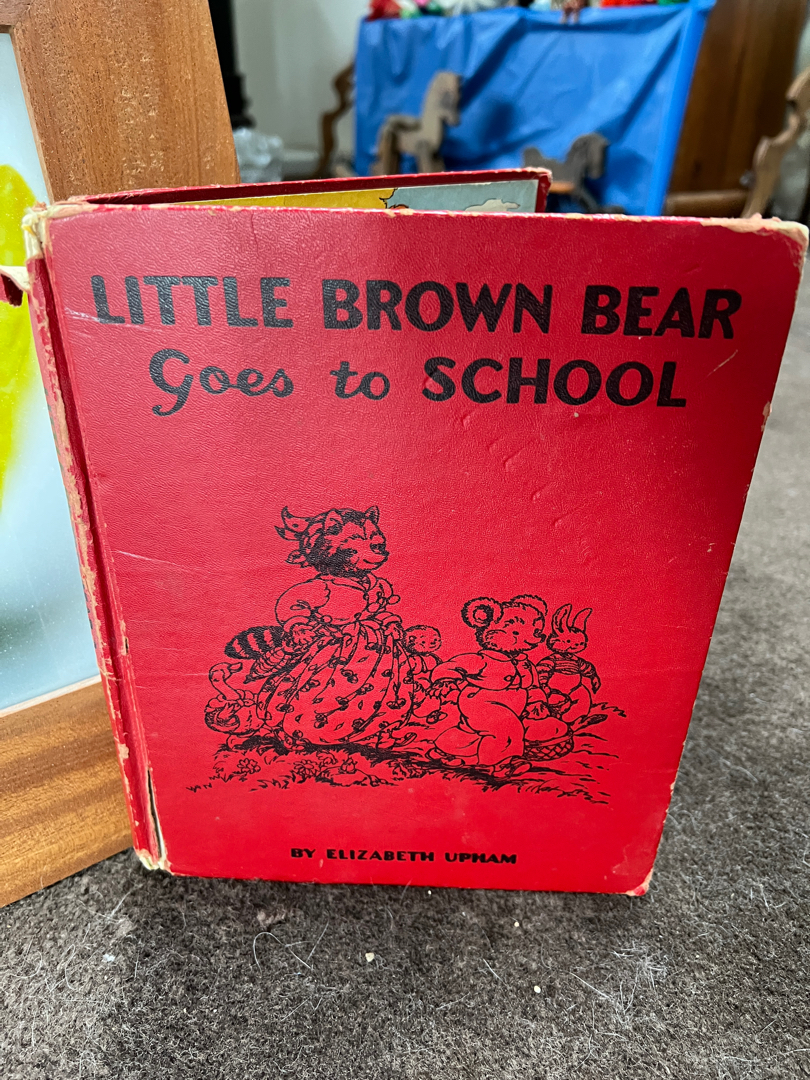 LITTLE BROWN BEAR
Goes to SCHOOL
BY ELIZABETH UPHAM